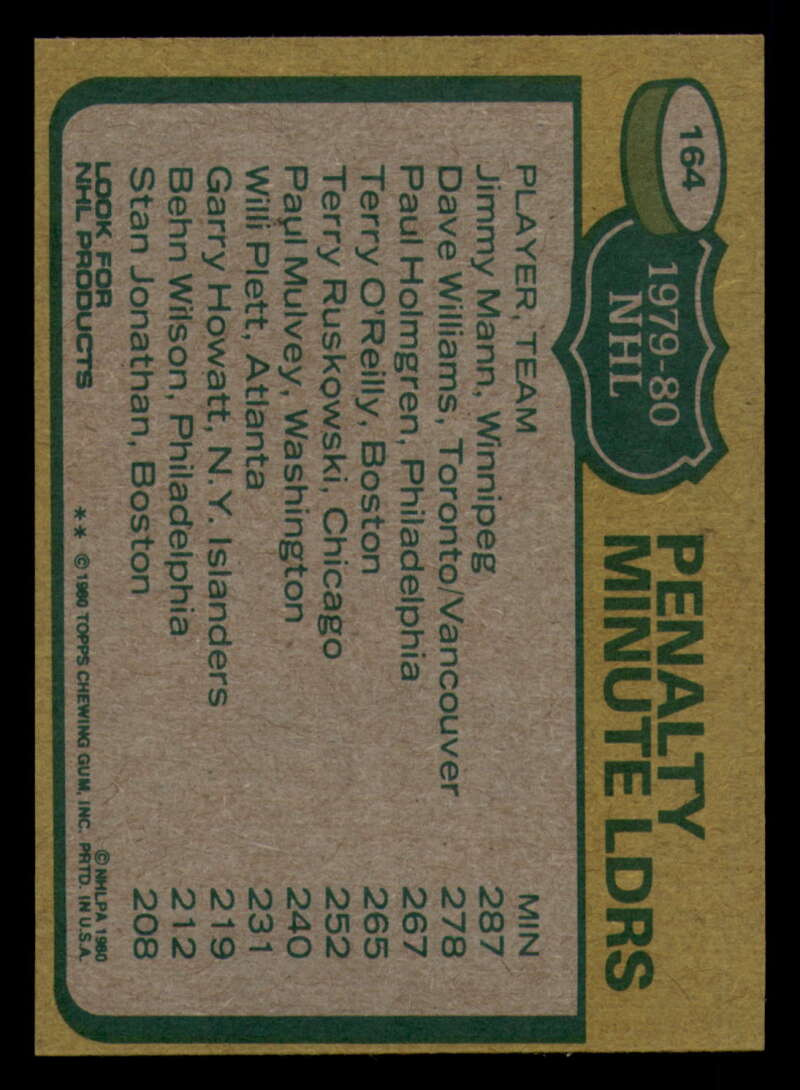 164
1979-80
NHL
PENALTY
MINUTE LDRS
PLAYER, TEAM MIN
Jimmy Mann, Winnipeg 287
Dave Williams, Toronto/Vancouver 278
Paul Holmgren, Philadelphia 267
Terry O'Reilly, Boston 265
Terry Ruskowski, Chicago 252
Paul Mulvey, Washington 240
Willi Plett, Atlanta 231
Garry Howatt, N.Y. Islanders 219
Behn Wilson, Philadelphia 212
Stan Jonathan, Boston 208
LOOK FOR
NHL PRODUCTS
© NHLPA 1980
** © 1980 TOPPS CHEWING GUM, INC. PRTD. IN U.S.A.